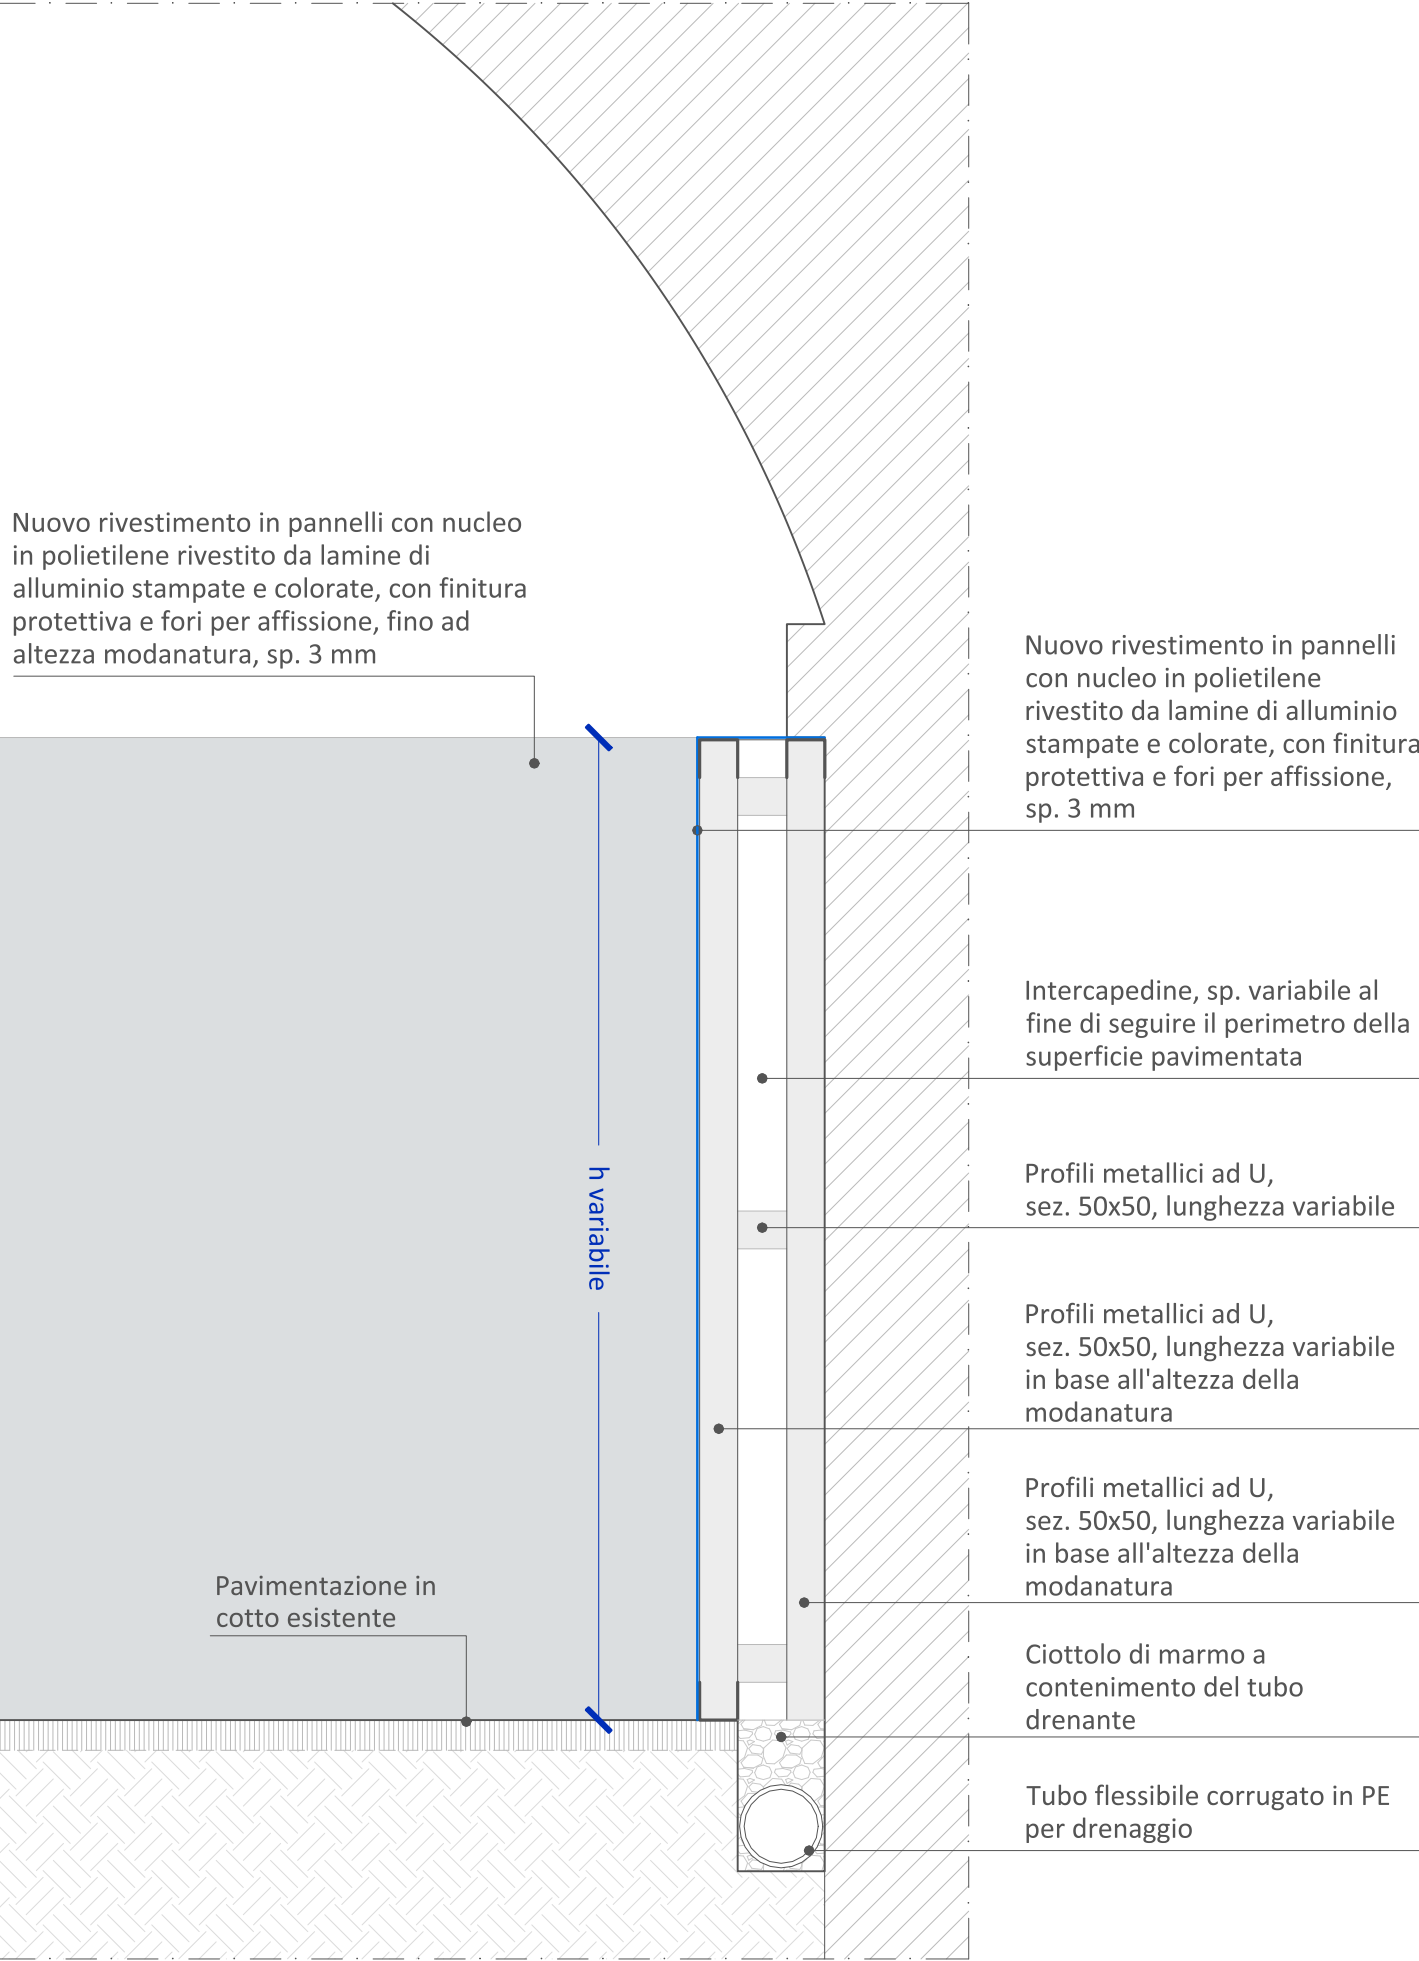 Nuovo rivestimento in pannelli con nucleo
in polietilene rivestito da lamine di
alluminio stampate e colorate, con finitura
protettiva e fori per affissione, fino ad
altezza modanatura, sp. 3 mm
Nuovo rivestimento in pannelli
con nucleo in polietilene
rivestito da lamine di alluminio
stampate e colorate, con finitura
protettiva e fori per affissione,
sp. 3 mm
Intercapedine, sp. variabile al
fine di seguire il perimetro della
superficie pavimentata
h variabile
Profili metallici ad U,
sez. 50x50, lunghezza variabile
Profili metallici ad U,
sez. 50x50, lunghezza variabile
in base all'altezza della
modanatura
Profili metallici ad U,
sez. 50x50, lunghezza variabile
in base all'altezza della
modanatura
Pavimentazione in
cotto esistente
Ciottolo di marmo a
contenimento del tubo
drenante
Tubo flessibile corrugato in PE
per drenaggio